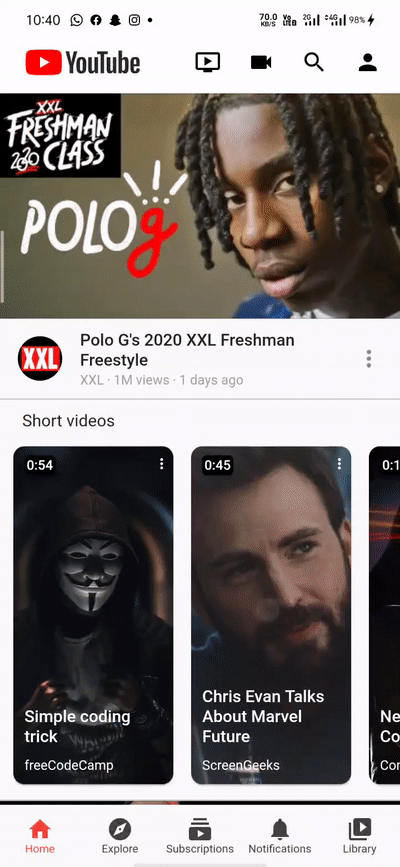 10:40
70.0 KB/S
Vo LTE
2G
4G
98%
YouTube
XXL
FRESHMAN
2020 CLASS
POLO g
XXL
Polo G's 2020 XXL Freshman
Freestyle
XXL · 1M views · 1 days ago
Short videos
0:54
0:45
0:1
Simple coding
trick
freeCodeCamp
Chris Evan Talks
About Marvel
Future
ScreenGeeks
Ne
Co
Cor
Home
Explore
Subscriptions
Notifications
Library